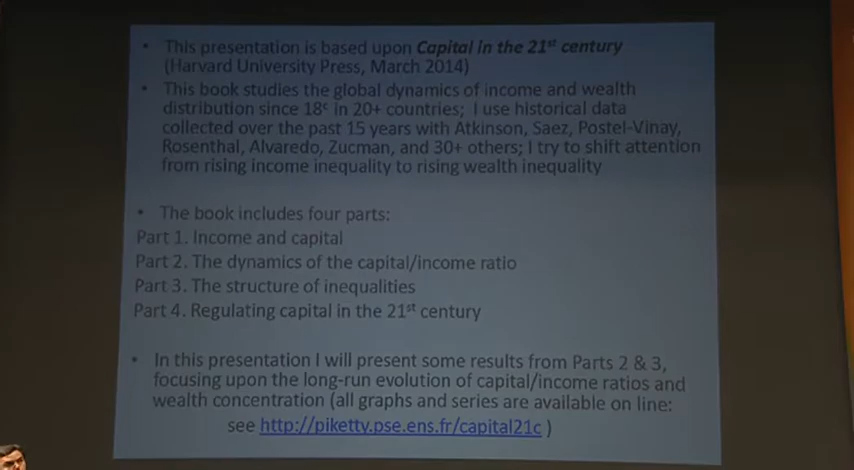 • This presentation is based upon Capital in the 21st century
(Harvard University Press, March 2014)
• This book studies the global dynamics of income and wealth
distribution since 18c in 20+ countries; I use historical data
collected over the past 15 years with Atkinson, Saez, Postel-Vinay,
Rosenthal, Alvaredo, Zucman, and 30+ others; I try to shift attention
from rising income inequality to rising wealth inequality
• The book includes four parts:
Part 1. Income and capital
Part 2. The dynamics of the capital/income ratio
Part 3. The structure of inequalities
Part 4. Regulating capital in the 21st century
• In this presentation I will present some results from Parts 2 & 3,
focusing upon the long-run evolution of capital/income ratios and
wealth concentration (all graphs and series are available on line:
see http://piketty.pse.ens.fr/capital21c )